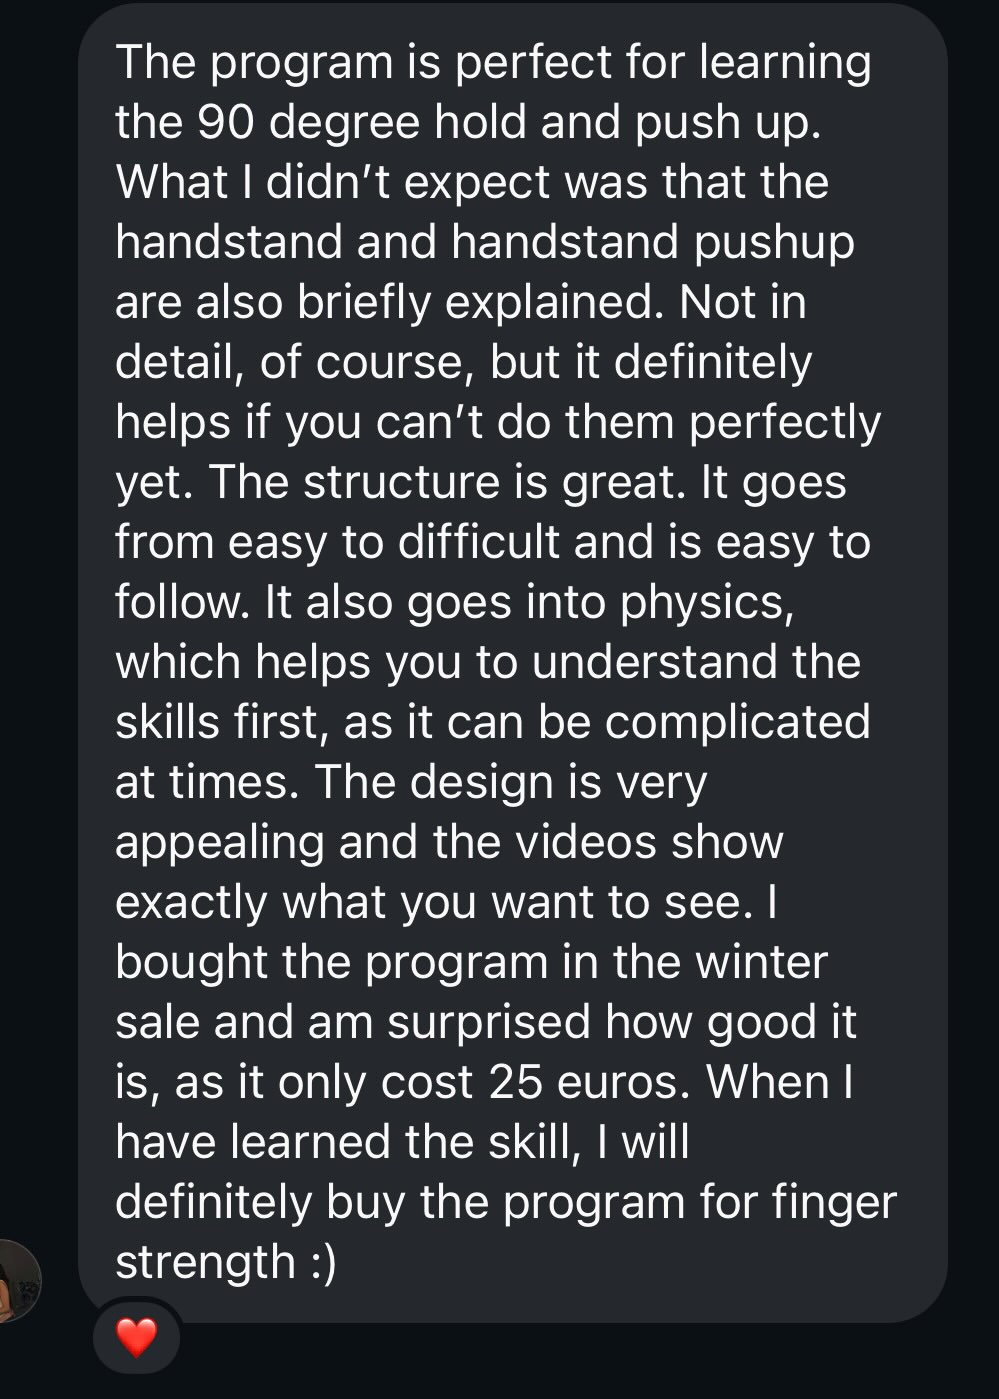 The program is perfect for learning
the 90 degree hold and push up.
What I didn’t expect was that the
handstand and handstand pushup
are also briefly explained. Not in
detail, of course, but it definitely
helps if you can’t do them perfectly
yet. The structure is great. It goes
from easy to difficult and is easy to
follow. It also goes into physics,
which helps you to understand the
skills first, as it can be complicated
at times. The design is very
appealing and the videos show
exactly what you want to see. I
bought the program in the winter
sale and am surprised how good it
is, as it only cost 25 euros. When I
have learned the skill, I will
definitely buy the program for finger
strength :)